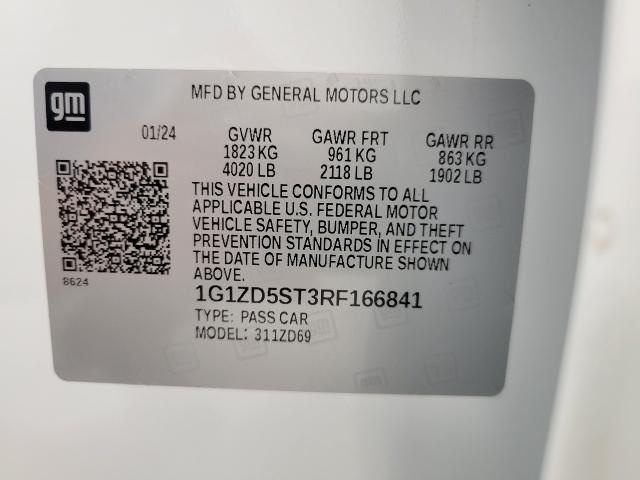 gm
MFD BY GENERAL MOTORS LLC
01/24 GVWR GAWR FRT GAWR RR
1823 KG 961 KG 863 KG
4020 LB 2118 LB 1902 LB
THIS VEHICLE CONFORMS TO ALL
APPLICABLE U.S. FEDERAL MOTOR
VEHICLE SAFETY, BUMPER, AND THEFT
PREVENTION STANDARDS IN EFFECT ON
THE DATE OF MANUFACTURE SHOWN
ABOVE.
8624
1G1ZD5ST3RF166841
TYPE: PASS CAR
MODEL: 311ZD69